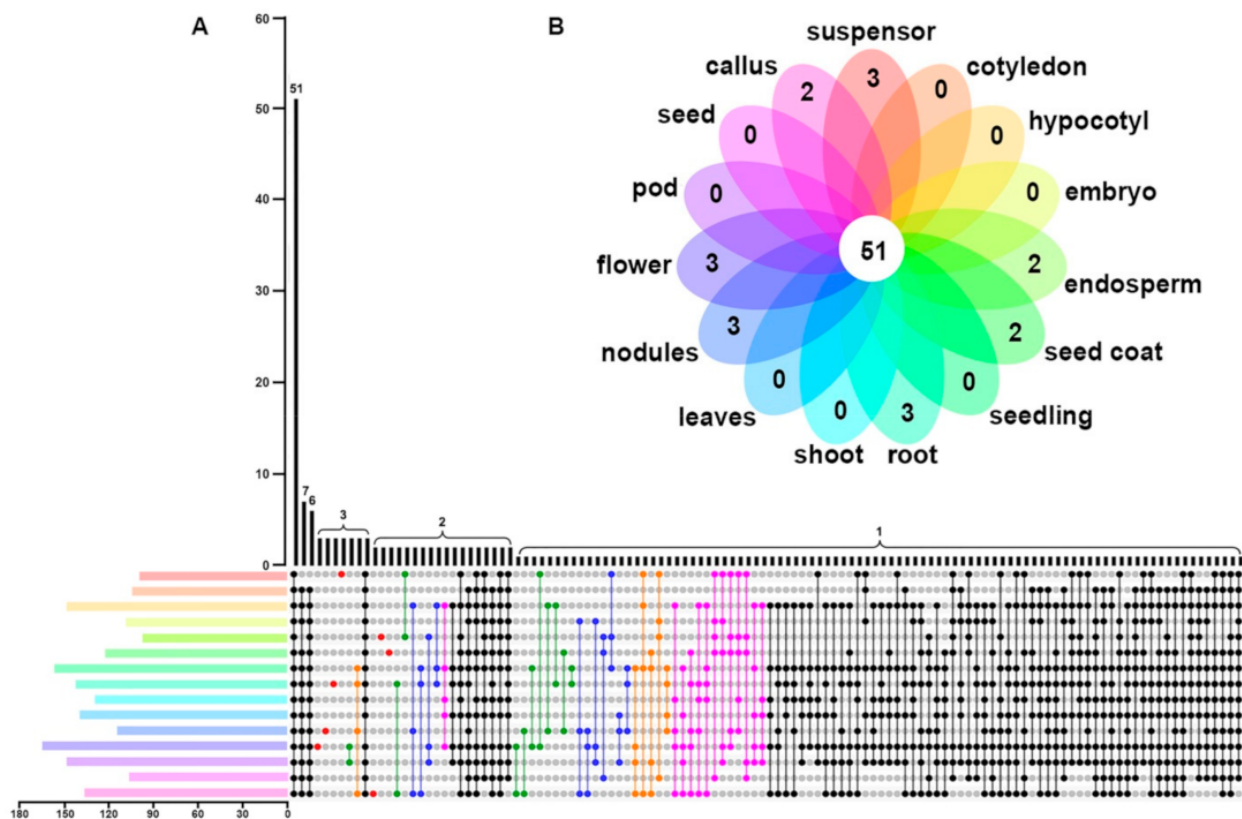 A
B
60
50
40
30
20
10
0
51
7
6
3
2
1
180
150
120
90
60
30
0
suspensor
3
cotyledon
0
hypocotyl
0
embryo
0
endosperm
2
seed coat
2
seedling
0
root
3
shoot
0
leaves
0
nodules
3
flower
3
pod
0
seed
0
callus
2
51